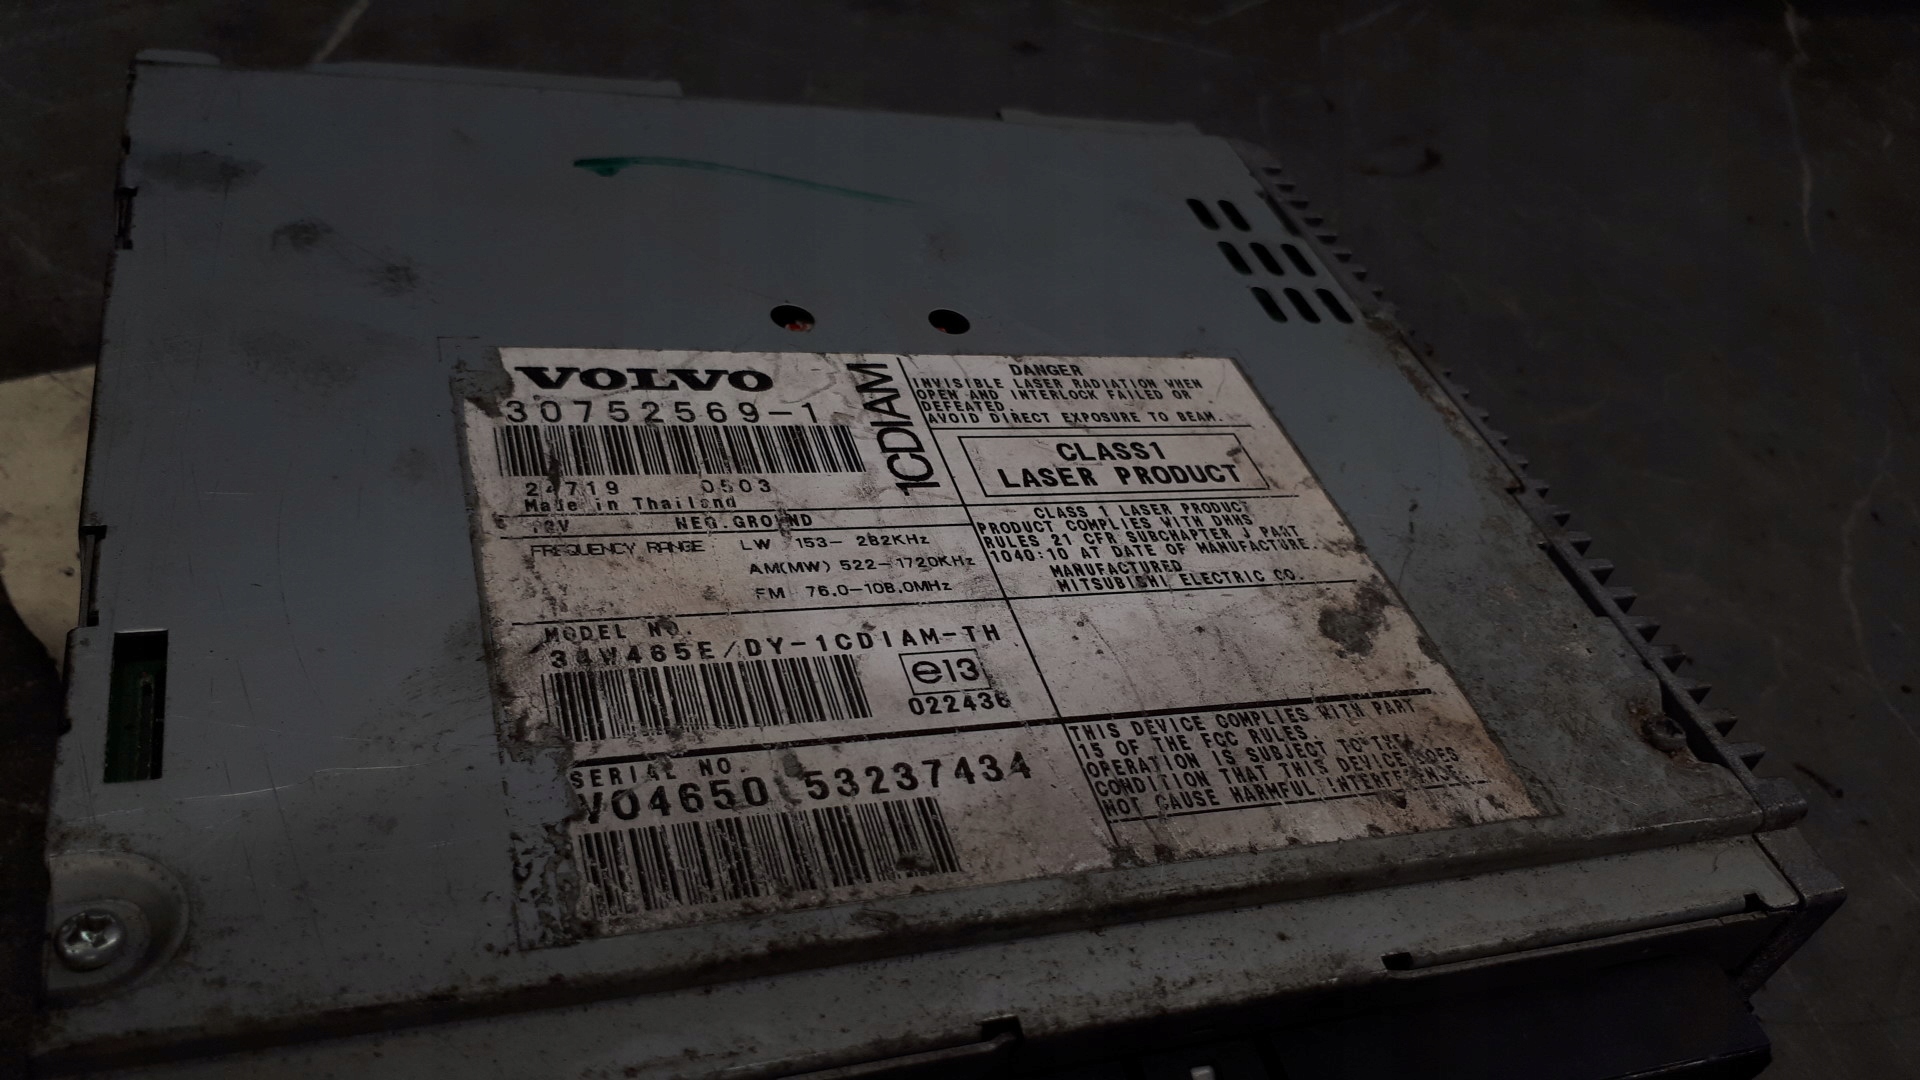 VOLVO
30752569-1
1CDIAM
24719 0503
Made in Thailand
12V NEG.GROUND
FREQUENCY RANGE LW 153- 282KHz
AM(MW) 522-1720KHz
FM 76.0-108.0MHz
MODEL NO.
34W465E/DY-1CDIAM-TH
e13
022436
SERIAL NO.
VO4650 53237434
DANGER
INVISIBLE LASER RADIATION WHEN
OPEN AND INTERLOCK FAILED OR
DEFEATED.
AVOID DIRECT EXPOSURE TO BEAM.
CLASS1
LASER PRODUCT
CLASS 1 LASER PRODUCT
PRODUCT COMPLIES WITH DHHS
RULES 21 CFR SUBCHAPTER J PART
1040:10 AT DATE OF MANUFACTURE.
MANUFACTURED
MITSUBISHI ELECTRIC CO.
THIS DEVICE COMPLIES WITH PART
15 OF THE FCC RULES.
OPERATION IS SUBJECT TO THE
CONDITION THAT THIS DEVICE DOES
NOT CAUSE HARMFUL INTERFERENCE.